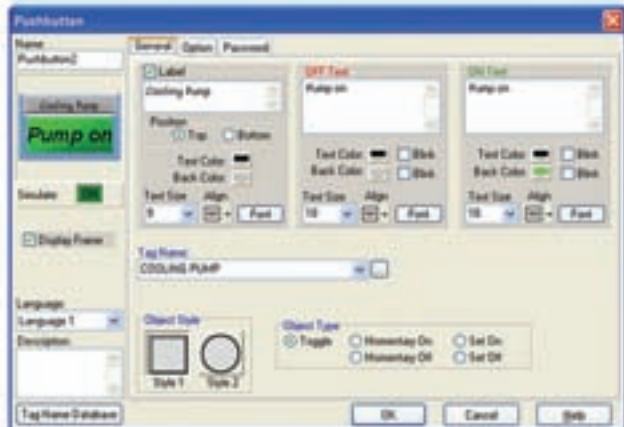 Pushbutton
Name:
Pushbutton2
Cooling Pump
Pump on
Simulate: ON
Display Frame
Language:
Language 1
Description:
Tag Name Database
General Option Password
Label
Cooling Pump
Position
Top Bottom
Text Color:
Back Color:
Text Size Align
Font
OFF Text
Pump on
Text Color: Blink
Back Color: Blink
Text Size Align
18 Font
ON Text
Pump on
Text Color: Blink
Back Color: Blink
Text Size Align
18 Font
Tag Name:
COOLING PUMP
Object Style
Style 1 Style 2
Object Type
Toggle Momentary On Set On
Momentary Off Set Off
OK Cancel Help